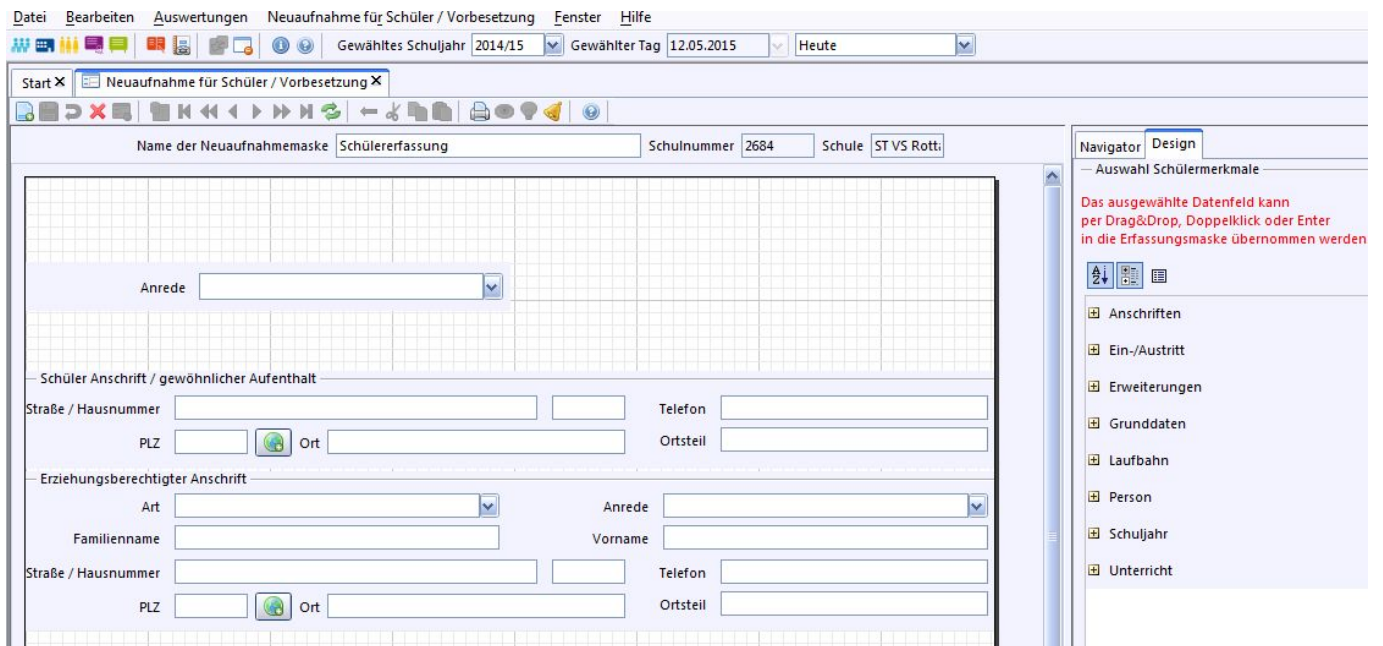 Datei Bearbeiten Auswertungen Neuaufnahme für Schüler / Vorbesetzung Fenster Hilfe
Gewähltes Schuljahr 2014/15 Gewählter Tag 12.05.2015 Heute
Start Neuaufnahme für Schüler / Vorbesetzung
Name der Neuaufnahmemaske Schülererfassung Schulnummer 2684 Schule ST VS Rotta
Navigator Design
Auswahl Schülermerkmale
Das ausgewählte Datenfeld kann
per Drag&Drop, Doppelklick oder Enter
in die Erfassungsmaske übernommen werden
Anrede
Schüler Anschrift / gewöhnlicher Aufenthalt
Straße / Hausnummer Telefon
PLZ Ort Ortsteil
Erziehungsberechtigter Anschrift
Art Anrede
Familienname Vorname
Straße / Hausnummer Telefon
PLZ Ort Ortsteil
Anschriften
Ein-/Austritt
Erweiterungen
Grunddaten
Laufbahn
Person
Schuljahr
Unterricht